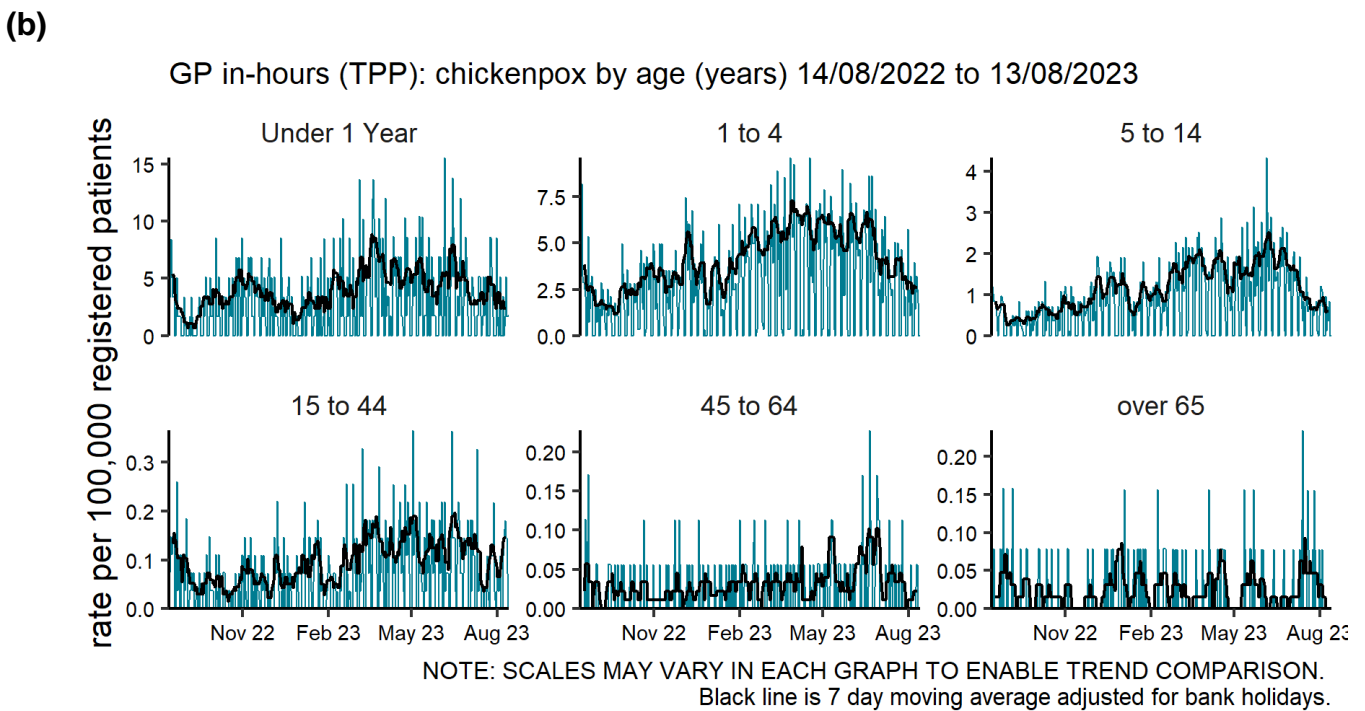 (b)
GP in-hours (TPP): chickenpox by age (years) 14/08/2022 to 13/08/2023
rate per 100,000 registered patients
Under 1 Year
15
10
5
0
1 to 4
7.5
5.0
2.5
0.0
5 to 14
4
3
2
1
0
15 to 44
0.3
0.2
0.1
0.0
Nov 22 Feb 23 May 23 Aug 23
45 to 64
0.20
0.15
0.10
0.05
0.00
Nov 22 Feb 23 May 23 Aug 23
over 65
0.20
0.15
0.10
0.05
0.00
Nov 22 Feb 23 May 23 Aug 23
NOTE: SCALES MAY VARY IN EACH GRAPH TO ENABLE TREND COMPARISON.
Black line is 7 day moving average adjusted for bank holidays.